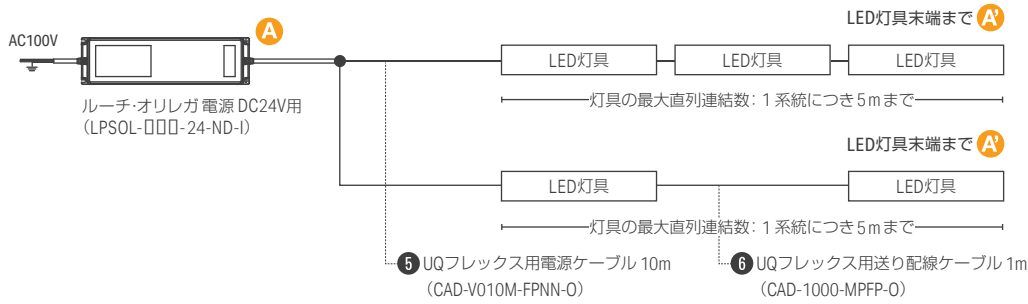 LED灯具末端まで A'
A
AC100V
LED灯具
LED灯具
LED灯具
ルーチ・オリレガ 電源 DC24V用
(LPSOL-▯▯▯-24-ND-I)
灯具の最大直列連結数: 1系統につき5mまで
LED灯具末端まで A'
LED灯具
LED灯具
灯具の最大直列連結数: 1系統につき5mまで
❺ UQフレックス用電源ケーブル 10m
(CAD-V010M-FPNN-O)
❻ UQフレックス用送り配線ケーブル 1m
(CAD-1000-MPFP-O)